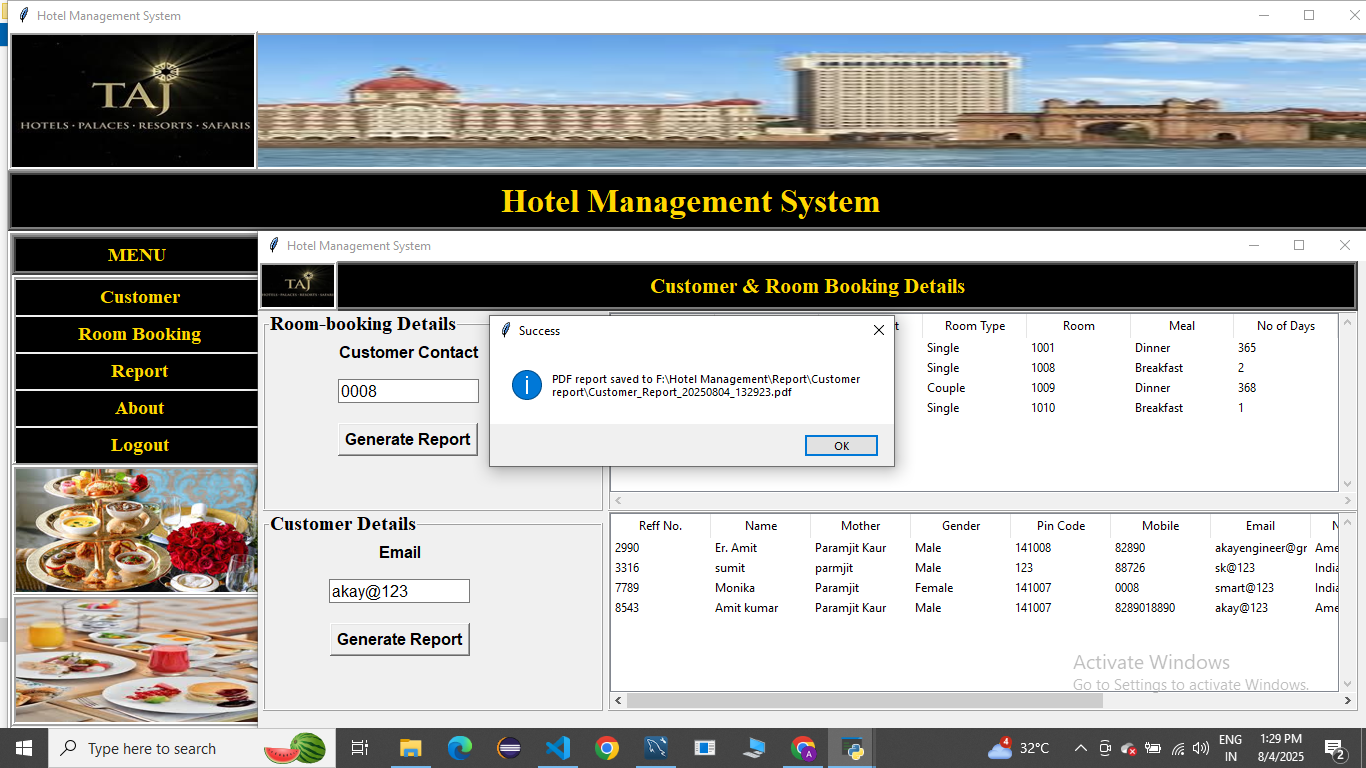 Hotel Management System
TAJ
HOTELS · PALACES · RESORTS · SAFARIS
Hotel Management System
MENU
Customer
Room Booking
Report
About
Logout
Hotel Management System
TAJ
Customer & Room Booking Details
Room-booking Details
Customer Contact
0008
Generate Report
Room Type Room Meal No of Days
Single 1001 Dinner 365
Single 1008 Breakfast 2
Couple 1009 Dinner 368
Single 1010 Breakfast 1
Success
PDF report saved to F:\Hotel Management\Report\Customer
report\Customer_Report_20250804_132923.pdf
OK
Customer Details
Email
akay@123
Generate Report
Reff No. Name Mother Gender Pin Code Mobile Email N
2990 Er. Amit Paramjit Kaur Male 141008 82890 akayengineer@gr Ame
3316 sumit parmjit Male 123 88726 sk@123 India
7789 Monika Paramjit Female 141007 0008 smart@123 India
8543 Amit kumar Paramjit Kaur Male 141007 8289018890 akay@123 Ame
Activate Windows
Go to Settings to activate Windows.
Type here to search
4
32°C
ENG
IN
1:29 PM
8/4/2025
2